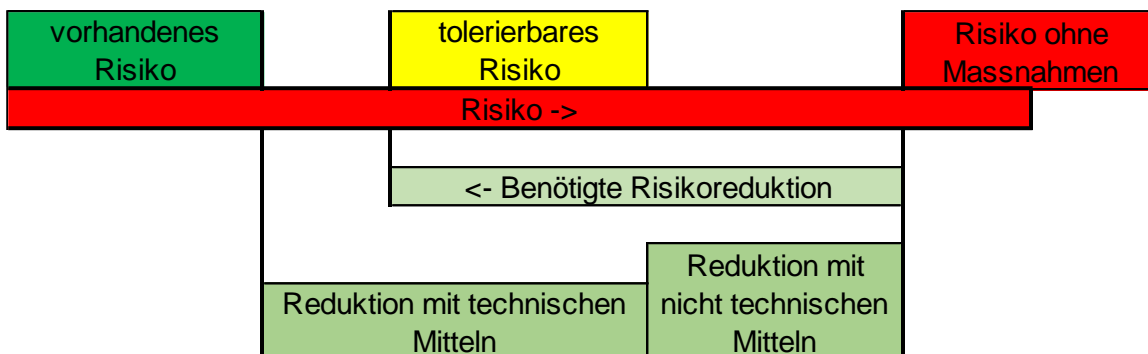 vorhandenes
Risiko
tolerierbares
Risiko
Risiko ohne
Massnahmen
Risiko ->
<- Benötigte Risikoreduktion
Reduktion mit technischen
Mitteln
Reduktion mit
nicht technischen
Mitteln